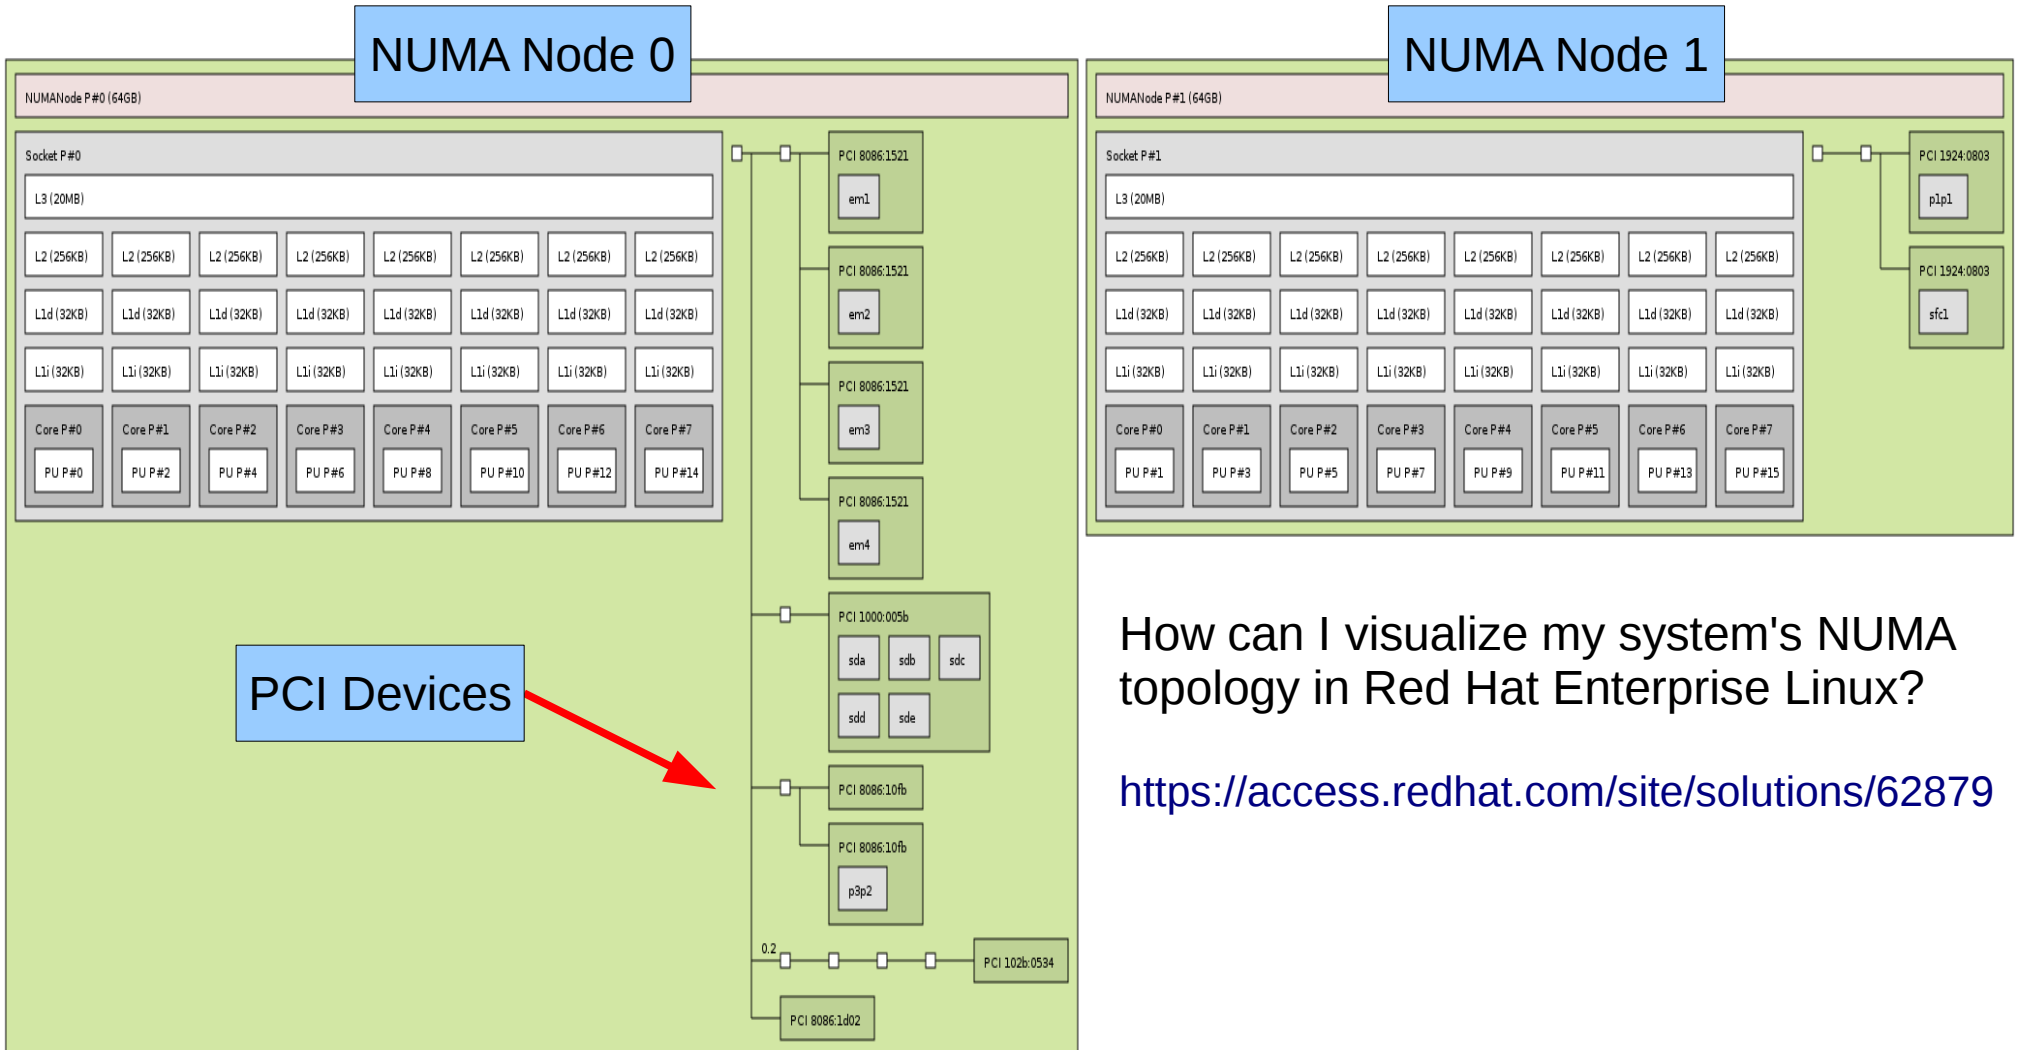 NUMA Node 0
NUMANode P#0 (64GB)
Socket P#0
L3 (20MB)
L2 (256KB) L2 (256KB) L2 (256KB) L2 (256KB) L2 (256KB) L2 (256KB) L2 (256KB) L2 (256KB)
L1d (32KB) L1d (32KB) L1d (32KB) L1d (32KB) L1d (32KB) L1d (32KB) L1d (32KB) L1d (32KB)
L1i (32KB) L1i (32KB) L1i (32KB) L1i (32KB) L1i (32KB) L1i (32KB) L1i (32KB) L1i (32KB)
Core P#0 Core P#1 Core P#2 Core P#3 Core P#4 Core P#5 Core P#6 Core P#7
PU P#0 PU P#2 PU P#4 PU P#6 PU P#8 PU P#10 PU P#12 PU P#14
PCI 8086:1521
em1
PCI 8086:1521
em2
PCI 8086:1521
em3
PCI 8086:1521
em4
PCI 1000:005b
sda sdb sdc
sdd sde
PCI Devices
PCI 8086:10fb
PCI 8086:10fb
p3p2
0.2
PCI 102b:0534
PCI 8086:1d02
NUMA Node 1
NUMANode P#1 (64GB)
Socket P#1
L3 (20MB)
L2 (256KB) L2 (256KB) L2 (256KB) L2 (256KB) L2 (256KB) L2 (256KB) L2 (256KB) L2 (256KB)
L1d (32KB) L1d (32KB) L1d (32KB) L1d (32KB) L1d (32KB) L1d (32KB) L1d (32KB) L1d (32KB)
L1i (32KB) L1i (32KB) L1i (32KB) L1i (32KB) L1i (32KB) L1i (32KB) L1i (32KB) L1i (32KB)
Core P#0 Core P#1 Core P#2 Core P#3 Core P#4 Core P#5 Core P#6 Core P#7
PU P#1 PU P#3 PU P#5 PU P#7 PU P#9 PU P#11 PU P#13 PU P#15
PCI 1924:0803
p1p1
PCI 1924:0803
sfc1
How can I visualize my system's NUMA
topology in Red Hat Enterprise Linux?
https://access.redhat.com/site/solutions/62879